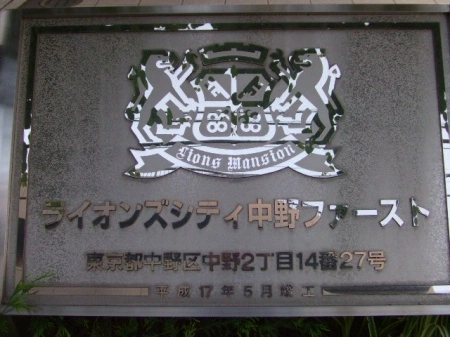 Lions Mansion
ライオンズシティ中野ファースト
東京都中野区中野2丁目14番27号
平成17年5月竣工